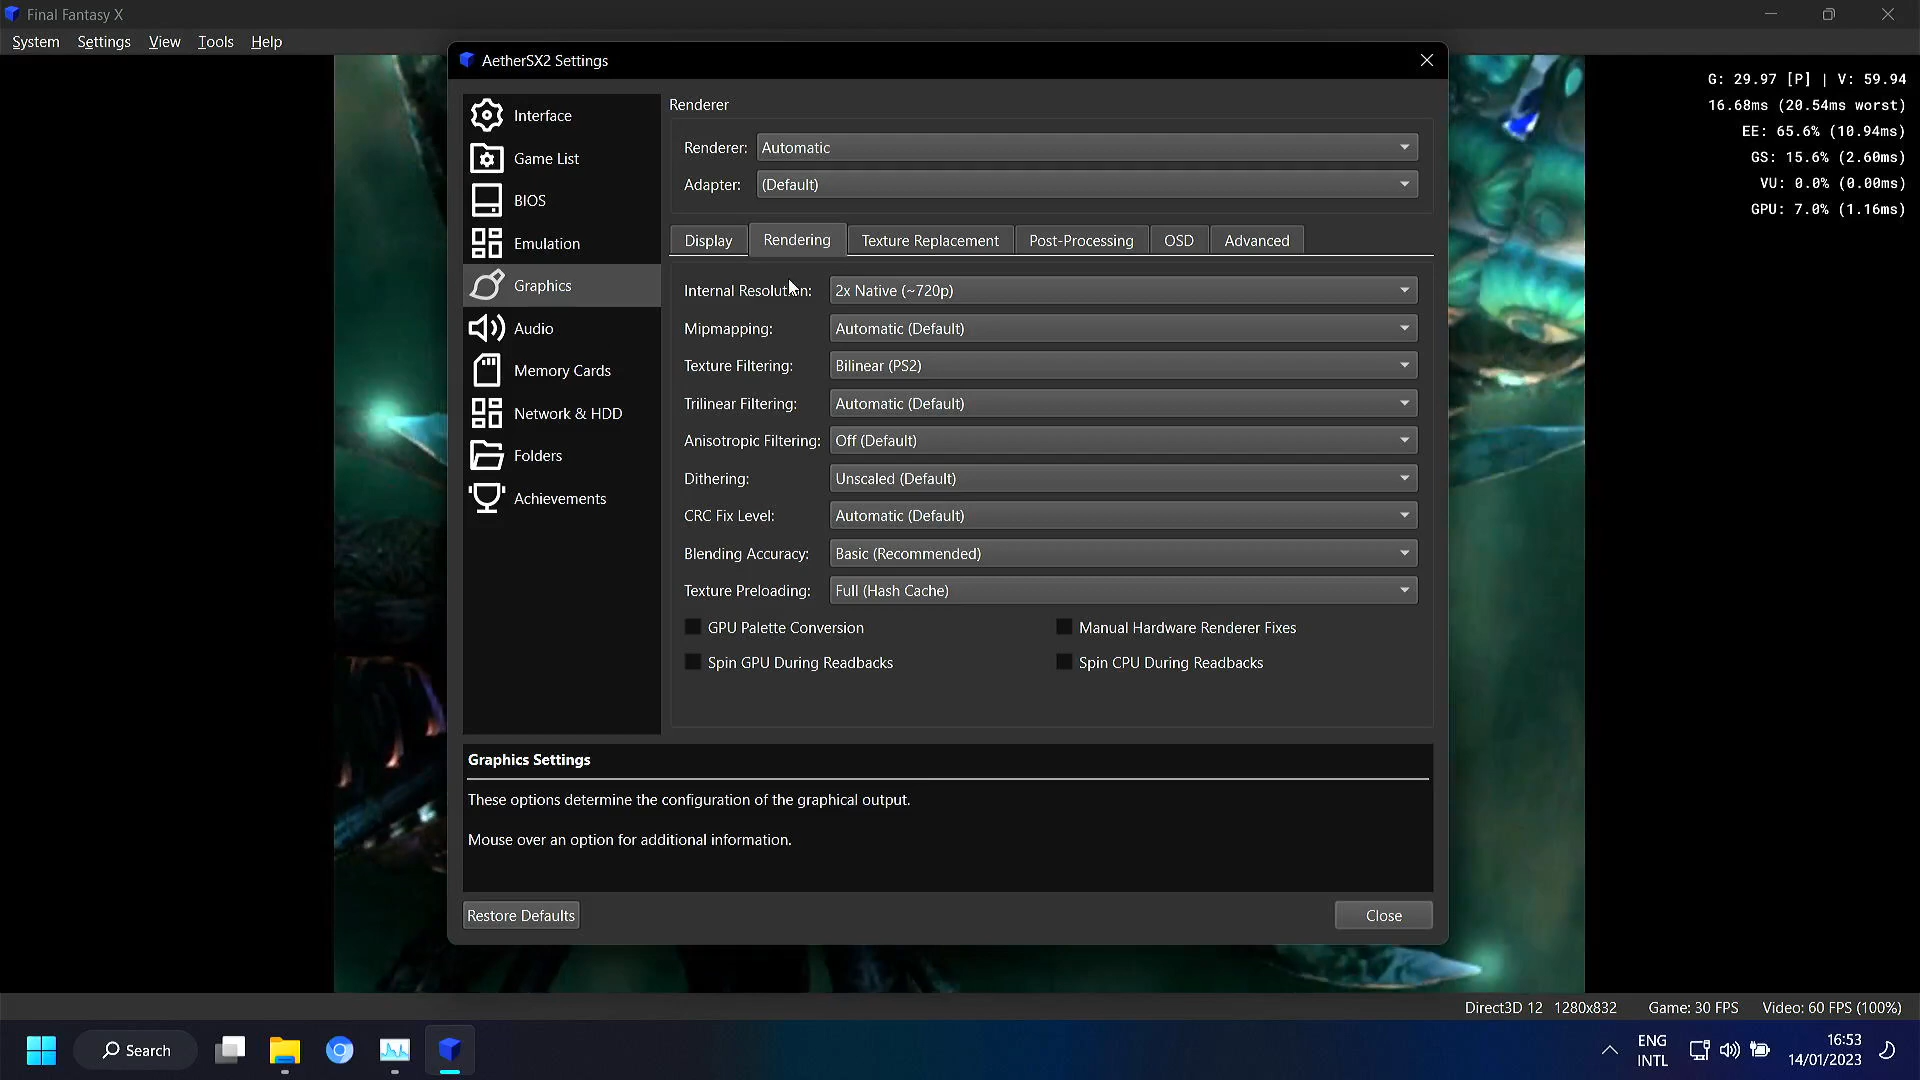 Final Fantasy X
System Settings View Tools Help
AetherSX2 Settings
G: 29.97 [P] | V: 59.94
16.68ms (20.54ms worst)
EE: 65.6% (10.94ms)
GS: 15.6% (2.60ms)
VU: 0.0% (0.00ms)
GPU: 7.0% (1.16ms)
Interface
Game List
BIOS
Emulation
Graphics
Audio
Memory Cards
Network & HDD
Folders
Achievements
Renderer
Renderer: Automatic
Adapter: (Default)
Display Rendering Texture Replacement Post-Processing OSD Advanced
Internal Resolution: 2x Native (~720p)
Mipmapping: Automatic (Default)
Texture Filtering: Bilinear (PS2)
Trilinear Filtering: Automatic (Default)
Anisotropic Filtering: Off (Default)
Dithering: Unscaled (Default)
CRC Fix Level: Automatic (Default)
Blending Accuracy: Basic (Recommended)
Texture Preloading: Full (Hash Cache)
GPU Palette Conversion Manual Hardware Renderer Fixes
Spin GPU During Readbacks Spin CPU During Readbacks
Graphics Settings
These options determine the configuration of the graphical output.
Mouse over an option for additional information.
Restore Defaults Close
Direct3D 12 1280x832 Game: 30 FPS Video: 60 FPS (100%)
Search
ENG
INTL
16:53
14/01/2023